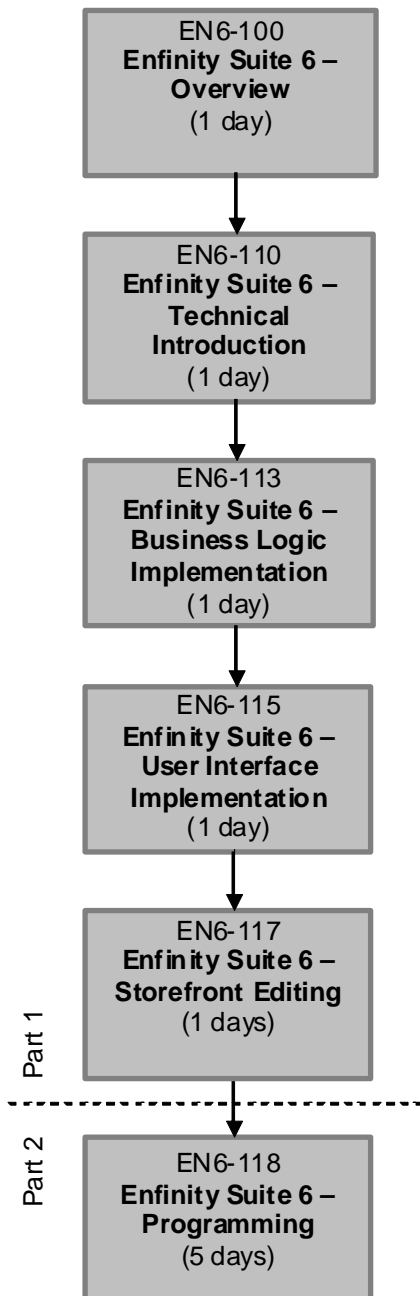 EN6-100
Enfinity Suite 6 –
Overview
(1 day)
EN6-110
Enfinity Suite 6 –
Technical
Introduction
(1 day)
EN6-113
Enfinity Suite 6 –
Business Logic
Implementation
(1 day)
EN6-115
Enfinity Suite 6 –
User Interface
Implementation
(1 day)
EN6-117
Enfinity Suite 6 –
Storefront Editing
(1 days)
Part 1
Part 2
EN6-118
Enfinity Suite 6 –
Programming
(5 days)